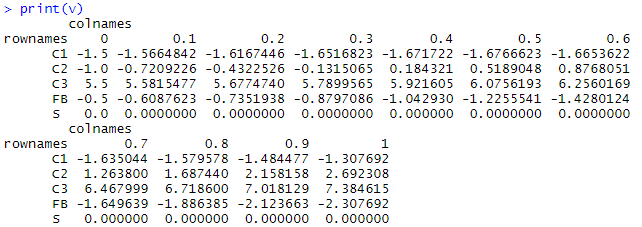 > print(v)
colnames
rownames 0 0.1 0.2 0.3 0.4 0.5 0.6
C1 -1.5 -1.5664842 -1.6167446 -1.6516823 -1.671722 -1.6766623 -1.6653622
C2 -1.0 -0.7209226 -0.4322526 -0.1315065 0.184321 0.5189048 0.8768051
C3 5.5 5.5815477 5.6774740 5.7899565 5.921605 6.0756193 6.2560169
FB -0.5 -0.6087623 -0.7351938 -0.8797086 -1.042930 -1.2255541 -1.4280124
S 0.0 0.0000000 0.0000000 0.0000000 0.000000 0.0000000 0.0000000
colnames
rownames 0.7 0.8 0.9 1
C1 -1.635044 -1.579578 -1.484477 -1.307692
C2 1.263800 1.687440 2.158158 2.692308
C3 6.467999 6.718600 7.018129 7.384615
FB -1.649639 -1.886385 -2.123663 -2.307692
S 0.000000 0.000000 0.000000 0.000000